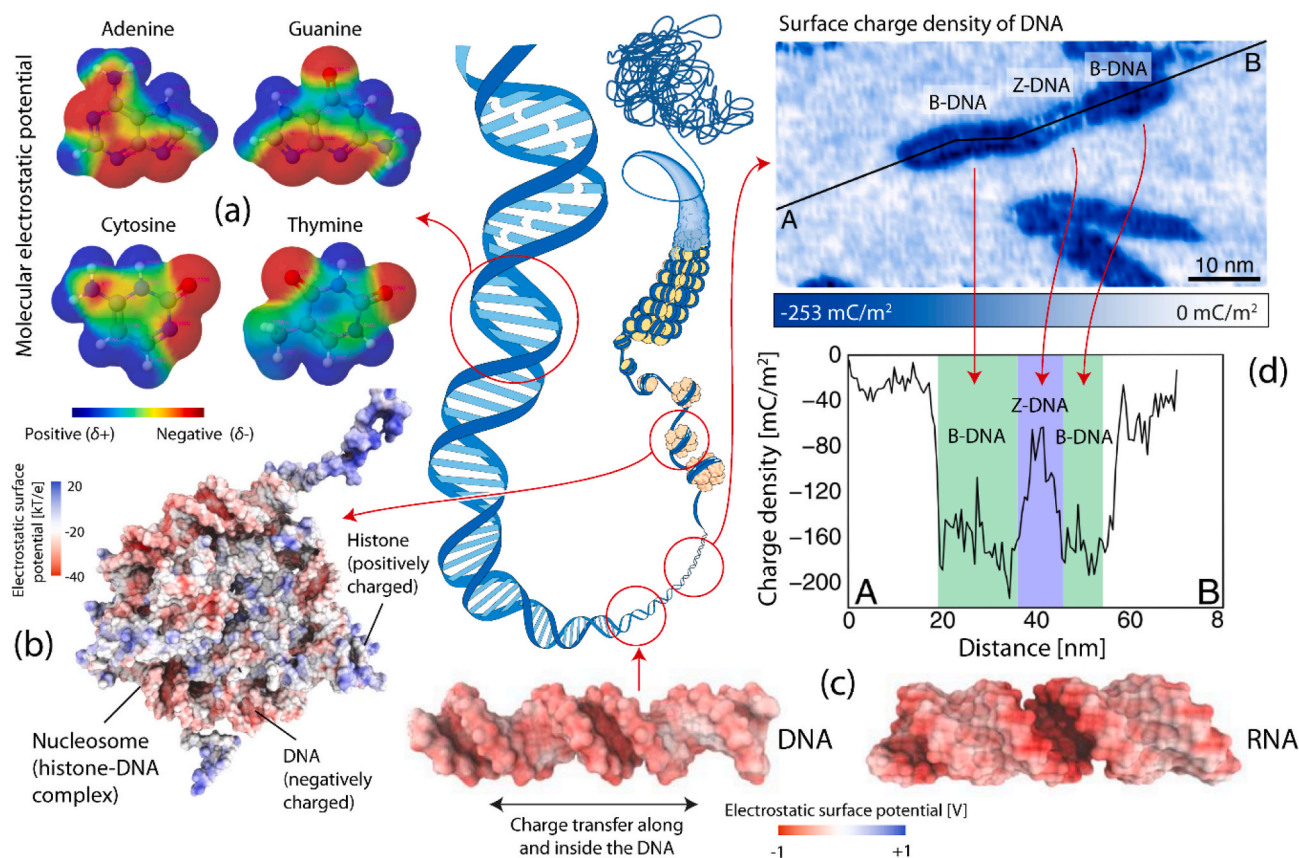 Adenine
Guanine
Molecular electrostatic potential
(a)
Cytosine
Thymine
Positive (δ+)
Negative (δ-)
Surface charge density of DNA
B-DNA
Z-DNA
B-DNA
B
A
10 nm
-253 mC/m²
0 mC/m²
(d)
Charge density [mC/m²]
0
−40
−80
−120
−160
−200
B-DNA
Z-DNA
B-DNA
A
B
0
20
40
60
8
Distance [nm]
Electrostatic surface
potential [kT/e]
20
-20
-40
(b)
Histone
(positively
charged)
Nucleosome
(histone-DNA
complex)
DNA
(negatively
charged)
(c)
DNA
RNA
Charge transfer along
and inside the DNA
Electrostatic surface potential [V]
-1
+1